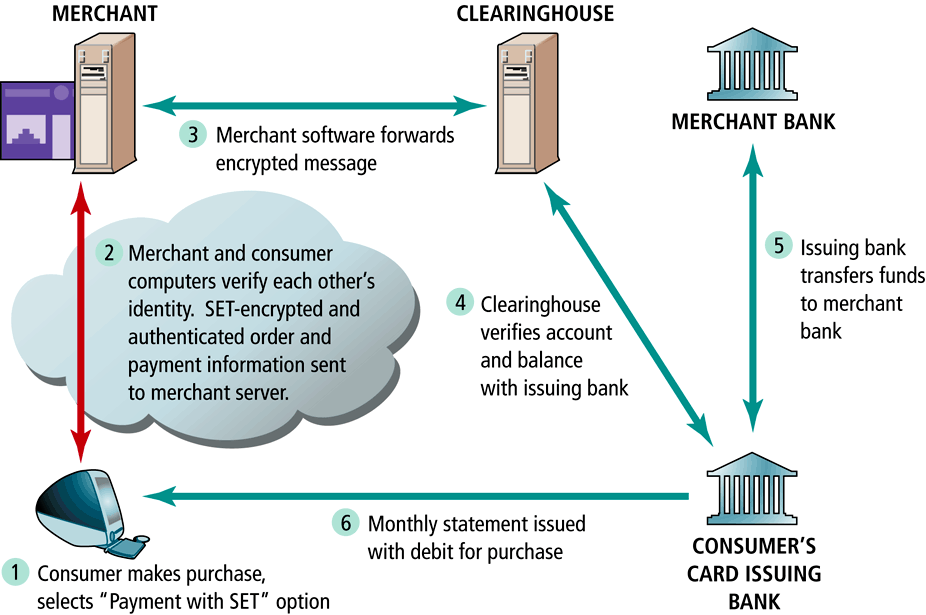 MERCHANT
CLEARINGHOUSE
MERCHANT BANK
3 Merchant software forwards
encrypted message
2 Merchant and consumer
computers verify each other’s
identity. SET-encrypted and
authenticated order and
payment information sent
to merchant server.
4 Clearinghouse
verifies account
and balance
with issuing bank
5 Issuing bank
transfers funds
to merchant
bank
6 Monthly statement issued
with debit for purchase
1 Consumer makes purchase,
selects “Payment with SET” option
CONSUMER’S
CARD ISSUING
BANK